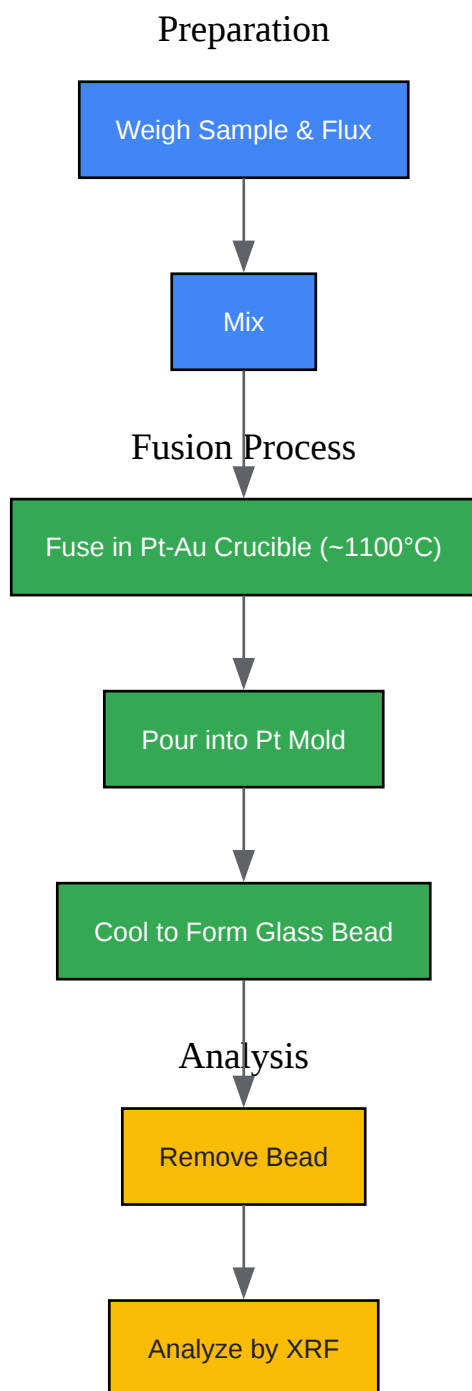 Preparation
Weigh Sample & Flux
Mix
Fusion Process
Fuse in Pt-Au Crucible (~1100°C)
Pour into Pt Mold
Cool to Form Glass Bead
Analysis
Remove Bead
Analyze by XRF